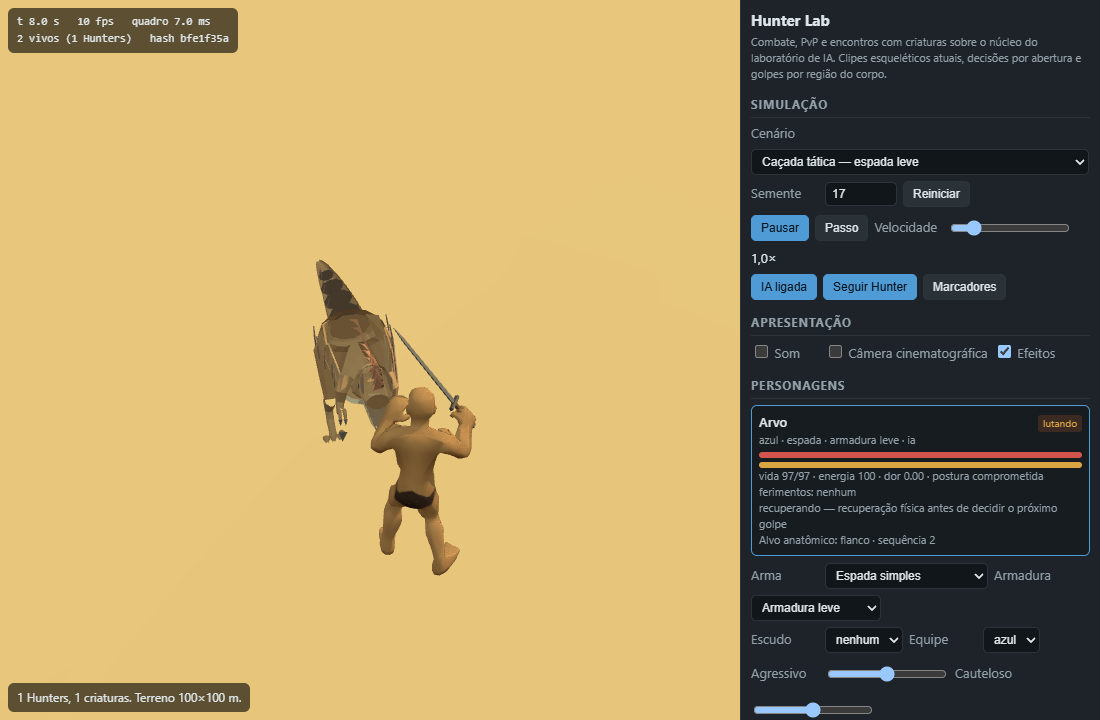 t 8.0 s 10 fps quadro 7.0 ms
2 vivos (1 Hunters) hash bfe1f35a
1 Hunters, 1 criaturas. Terreno 100×100 m.
Hunter Lab
Combate, PvP e encontros com criaturas sobre o núcleo do
laboratório de IA. Clipes esqueléticos atuais, decisões por abertura e
golpes por região do corpo.
SIMULAÇÃO
Cenário
Caçada tática — espada leve
Semente 17 Reiniciar
Pausar Passo Velocidade
1,0×
IA ligada Seguir Hunter Marcadores
APRESENTAÇÃO
Som Câmera cinematográfica Efeitos
PERSONAGENS
Arvo lutando
azul · espada · armadura leve · ia
vida 97/97 · energia 100 · dor 0.00 · postura comprometida
ferimentos: nenhum
recuperando — recuperação física antes de decidir o próximo
golpe
Alvo anatômico: flanco · sequência 2
Arma Espada simples Armadura
Armadura leve
Escudo nenhum Equipe azul
Agressivo Cauteloso